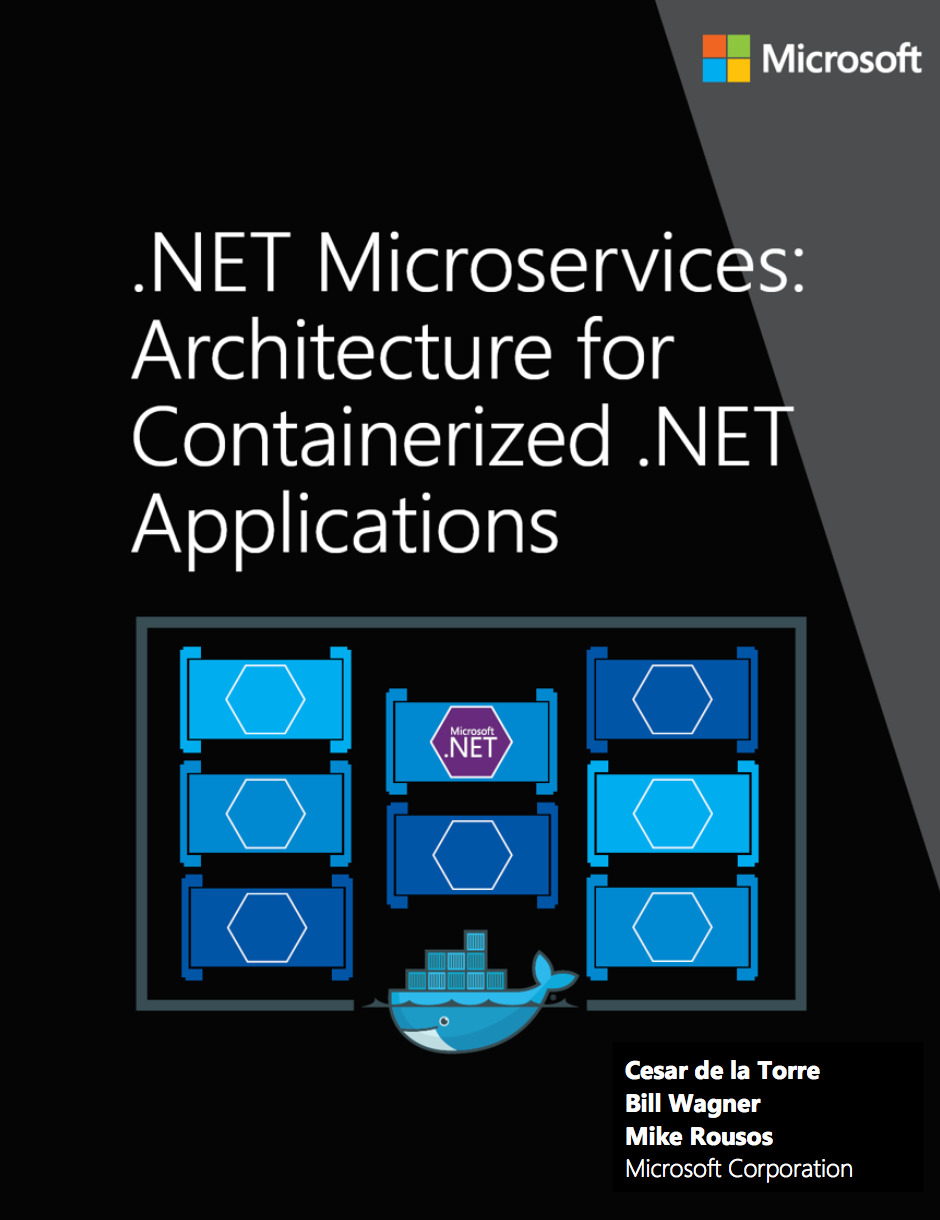 Microsoft
.NET Microservices:
Architecture for
Containerized .NET
Applications
Microsoft
.NET
Cesar de la Torre
Bill Wagner
Mike Rousos
Microsoft Corporation